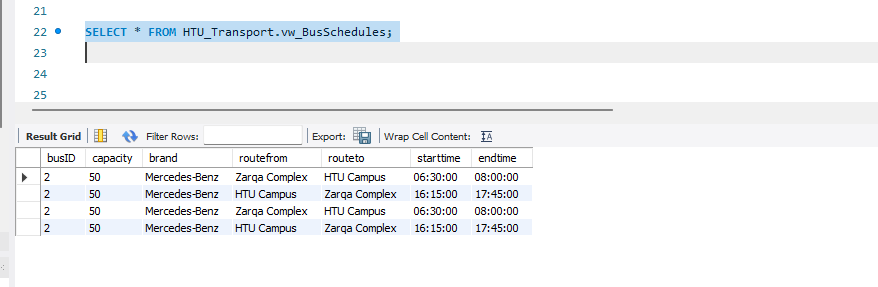 21
22 SELECT * FROM HTU_Transport.vw_BusSchedules;
23
24
25
Result Grid Filter Rows: Export: Wrap Cell Content:
busID capacity brand routefrom routeto starttime endtime
2 50 Mercedes-Benz Zarqa Complex HTU Campus 06:30:00 08:00:00
2 50 Mercedes-Benz HTU Campus Zarqa Complex 16:15:00 17:45:00
2 50 Mercedes-Benz Zarqa Complex HTU Campus 06:30:00 08:00:00
2 50 Mercedes-Benz HTU Campus Zarqa Complex 16:15:00 17:45:00